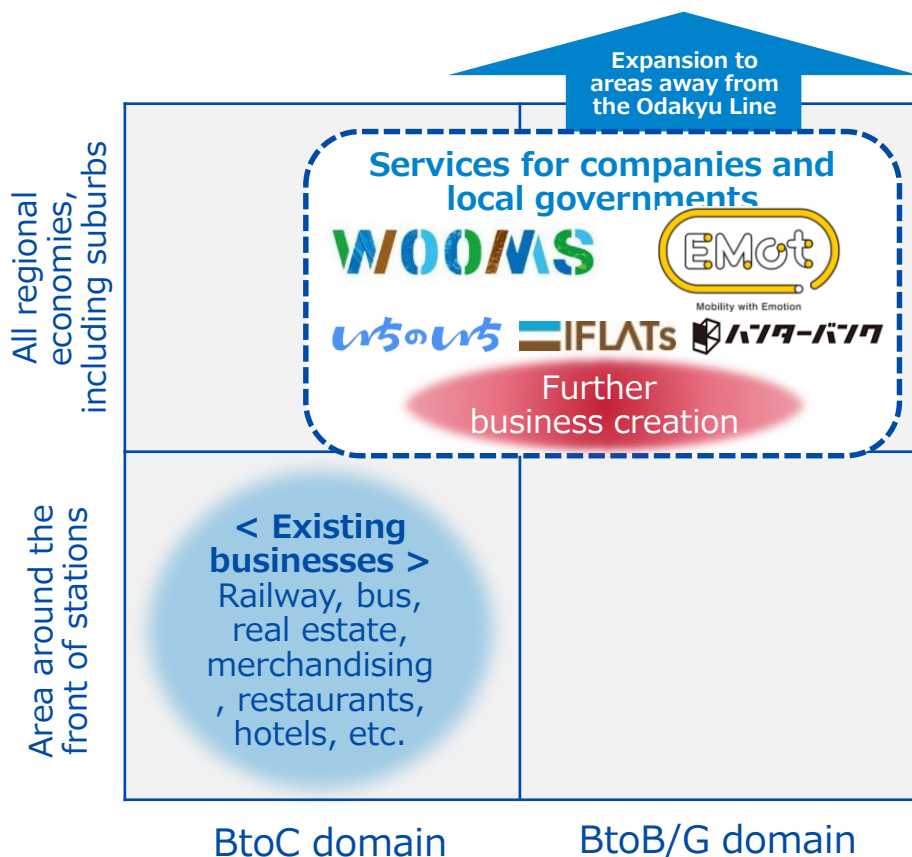 Expansion to
areas away from
the Odakyu Line
All regional
economies,
including suburbs
Services for companies and
local governments
WOOMS
EMot
Mobility with Emotion
いちのいち
IFLATs
ハンターバンク
Further
business creation
Area around the
front of stations
< Existing
businesses >
Railway, bus,
real estate,
merchandising
, restaurants,
hotels, etc.
BtoC domain
BtoB/G domain